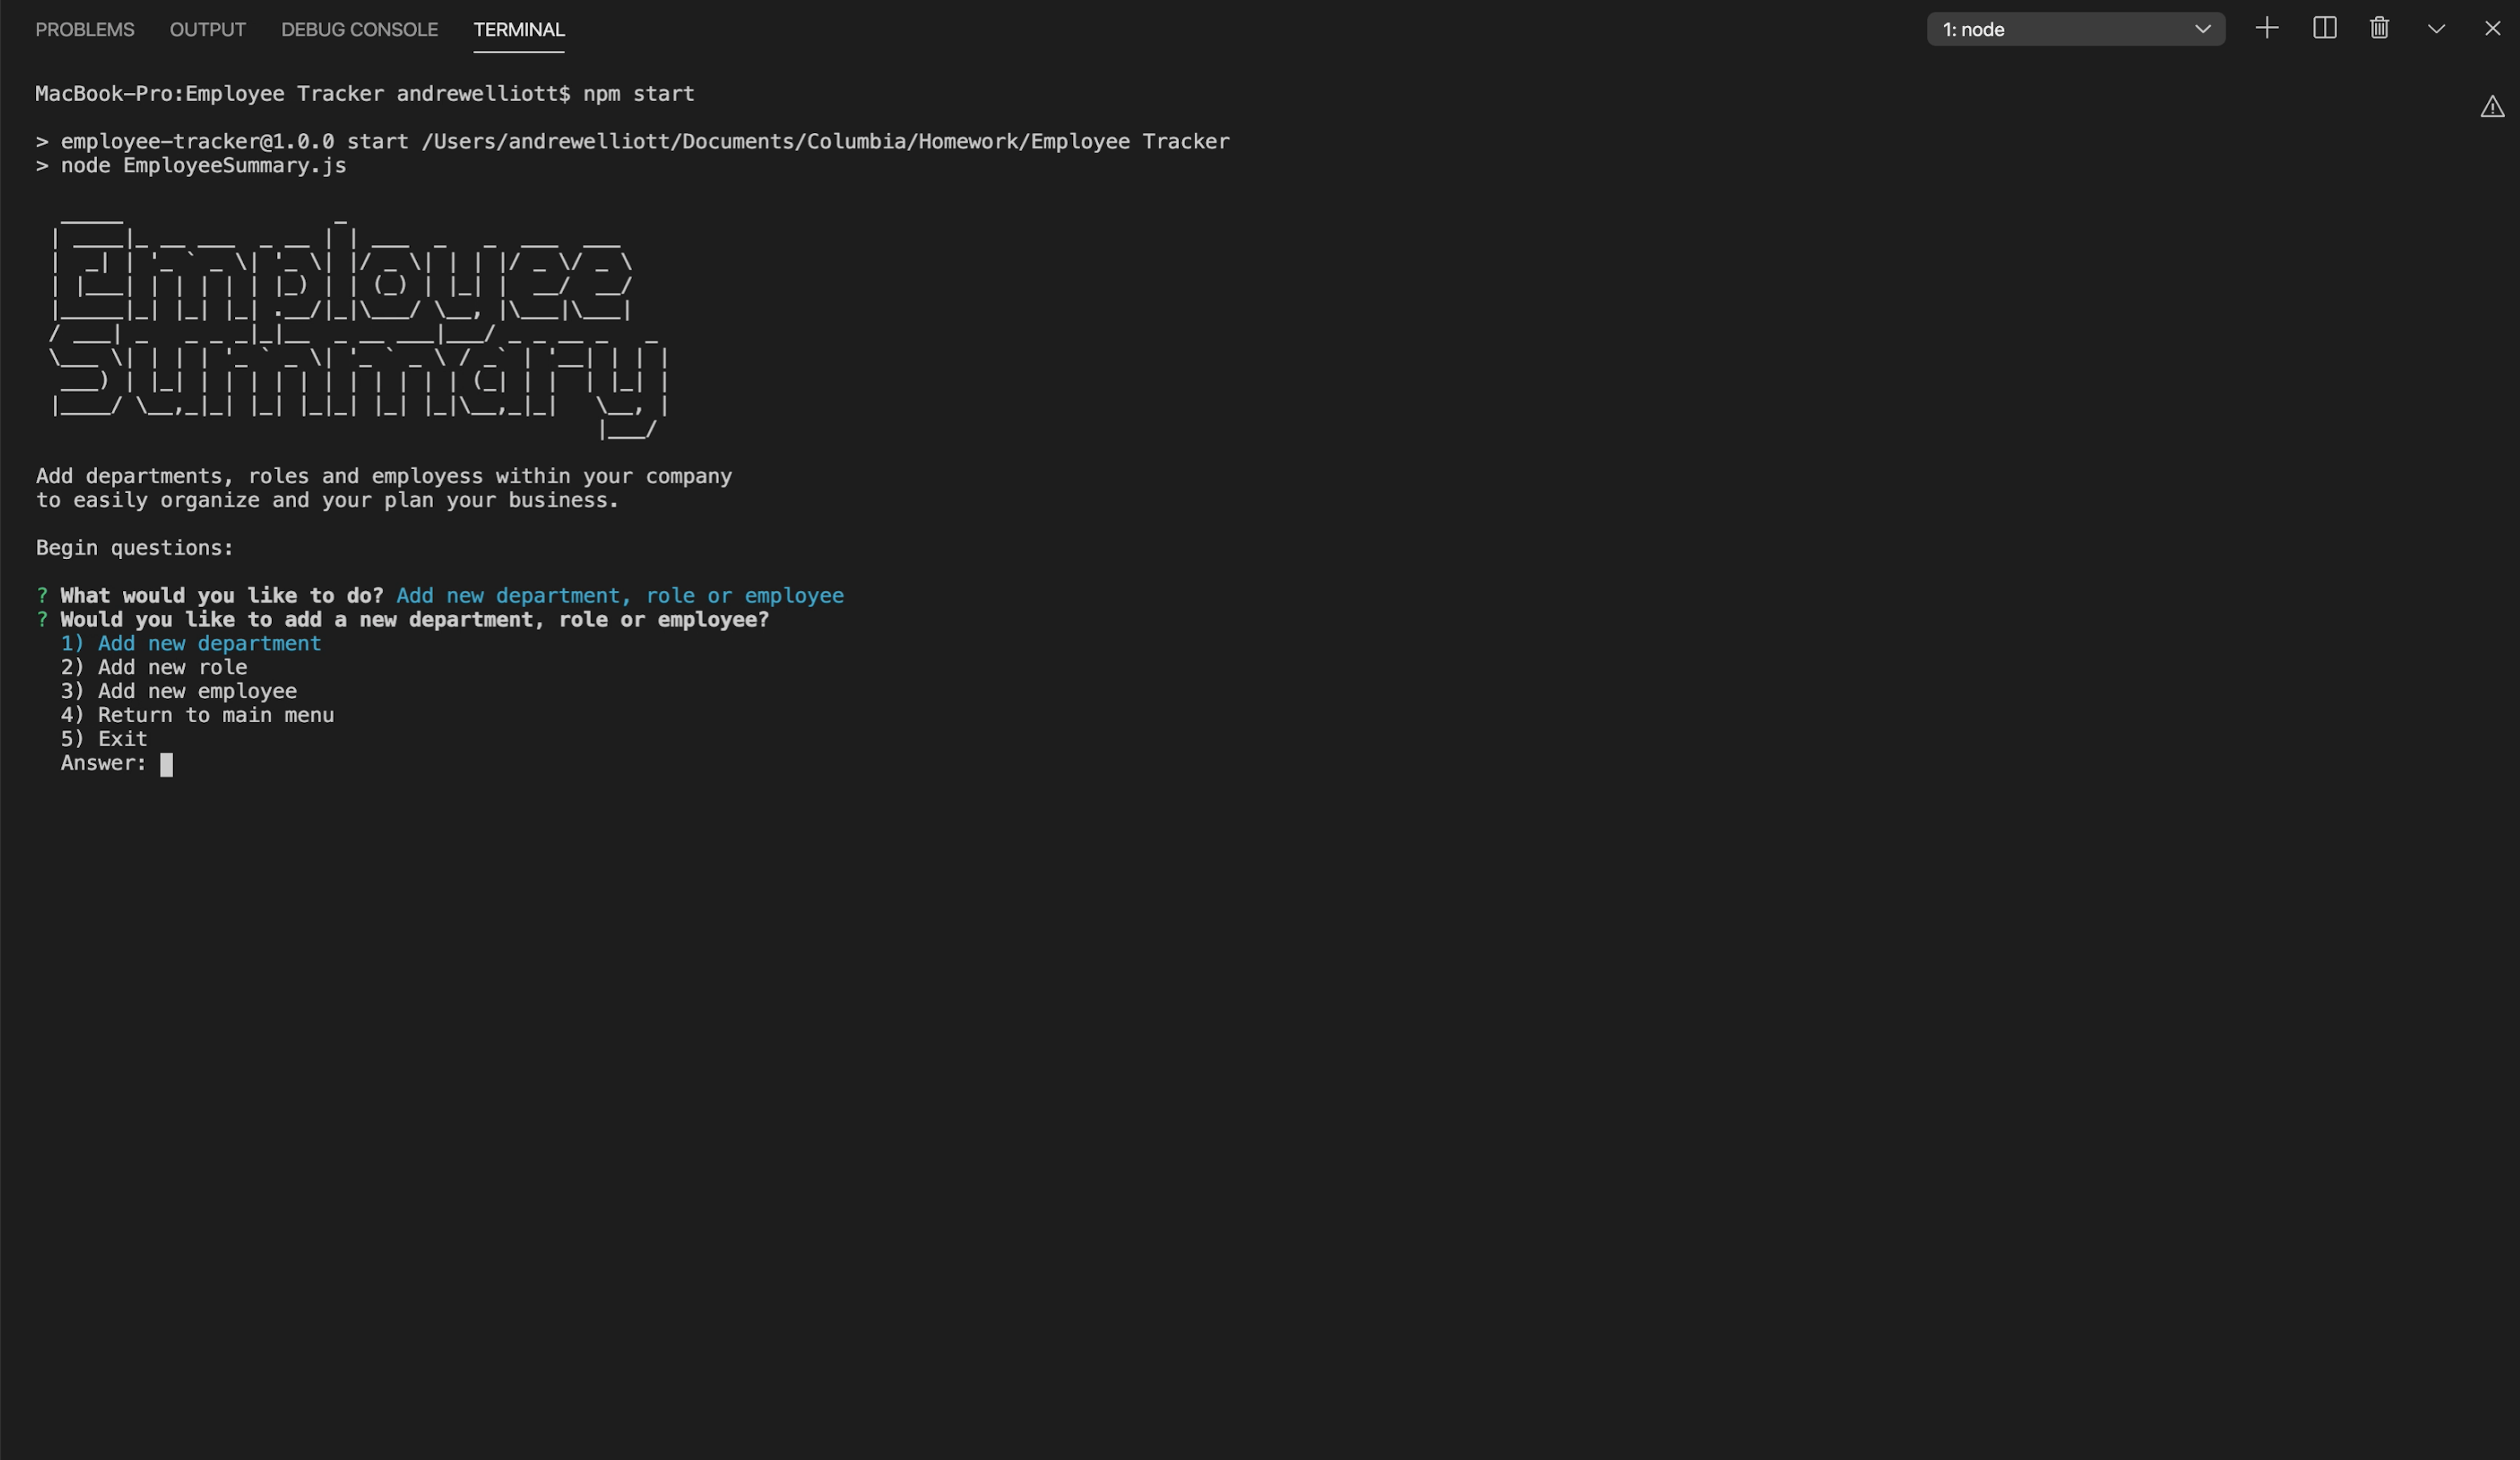 PROBLEMS OUTPUT DEBUG CONSOLE TERMINAL 1: node
MacBook-Pro:Employee Tracker andrewelliott$ npm start
> employee-tracker@1.0.0 start /Users/andrewelliott/Documents/Columbia/Homework/Employee Tracker
> node EmployeeSummary.js
Employee
Summary
Add departments, roles and employess within your company
to easily organize and your plan your business.
Begin questions:
? What would you like to do? Add new department, role or employee
? Would you like to add a new department, role or employee?
1) Add new department
2) Add new role
3) Add new employee
4) Return to main menu
5) Exit
Answer: